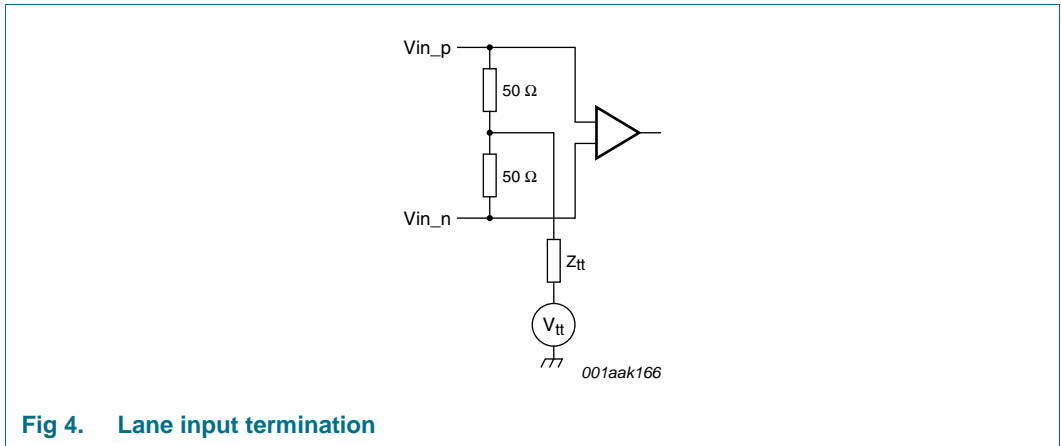 Vin_p
50 Ω
50 Ω
Vin_n
Ztt
Vtt
001aak166
Fig 4. Lane input termination